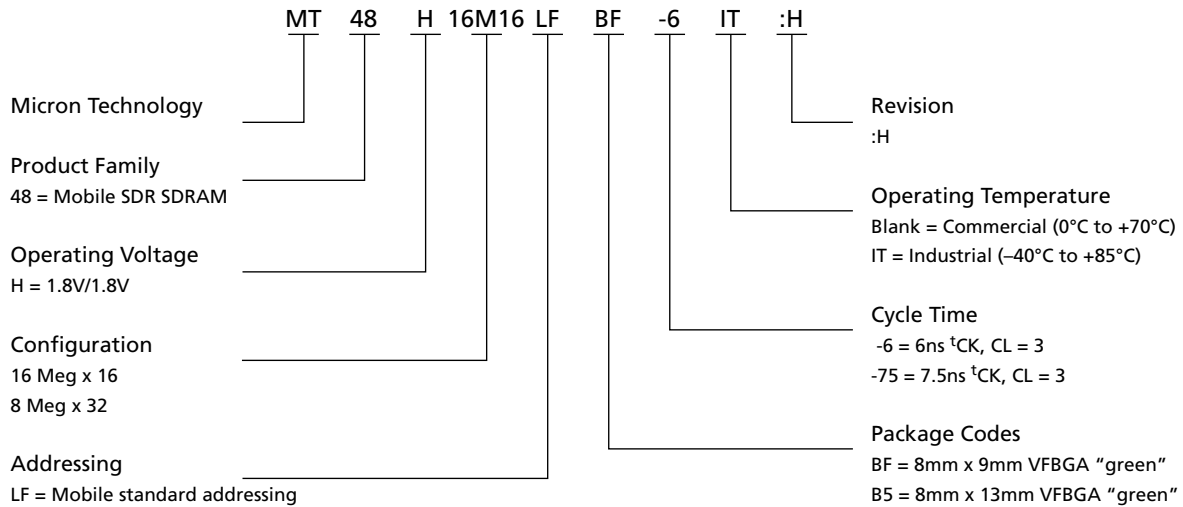 MT 48 H 16M16 LF BF -6 IT :H
Micron Technology
Product Family
48 = Mobile SDR SDRAM
Operating Voltage
H = 1.8V/1.8V
Configuration
16 Meg x 16
8 Meg x 32
Addressing
LF = Mobile standard addressing
Revision
:H
Operating Temperature
Blank = Commercial (0°C to +70°C)
IT = Industrial (–40°C to +85°C)
Cycle Time
-6 = 6ns tCK, CL = 3
-75 = 7.5ns tCK, CL = 3
Package Codes
BF = 8mm x 9mm VFBGA “green”
B5 = 8mm x 13mm VFBGA “green”